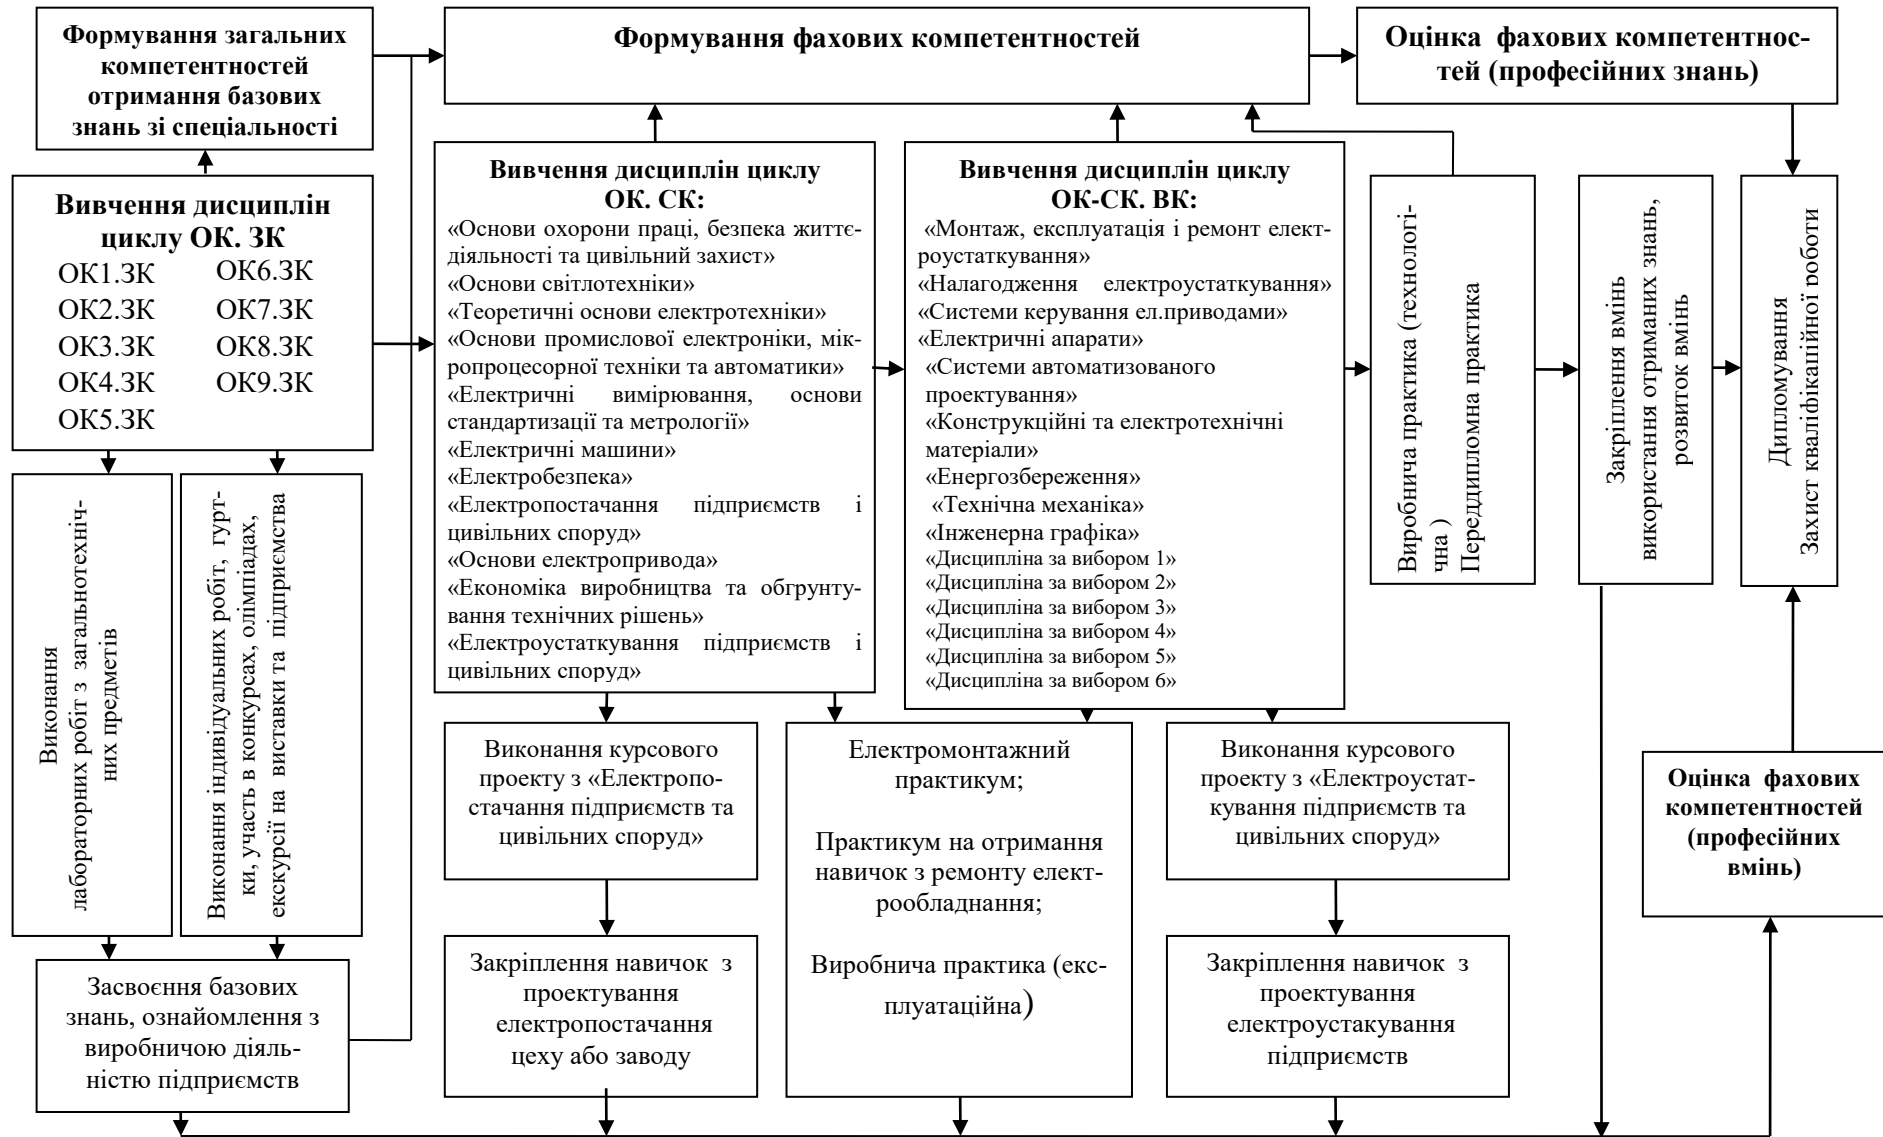 Формування загальних
компетентностей
отримання базових
знань зі спеціальності
Формування фахових компетентностей
Оцінка фахових компетентнос-
тей (професійних знань)
Вивчення дисциплін
циклу ОК. ЗК
ОК1.ЗК
ОК2.ЗК
ОК3.ЗК
ОК4.ЗК
ОК5.ЗК
ОК6.ЗК
ОК7.ЗК
ОК8.ЗК
ОК9.ЗК
Вивчення дисциплін циклу
ОК. СК:
«Основи охорони праці, безпека життє-
діяльності та цивільний захист»
«Основи світлотехніки»
«Теоретичні основи електротехніки»
«Основи промислової електроніки, мік-
ропроцесорної техніки та автоматики»
«Електричні вимірювання, основи
стандартизації та метрології»
«Електричні машини»
«Електробезпека»
«Електропостачання підприємств і
цивільних споруд»
«Основи електропривода»
«Економіка виробництва та обгрунту-
вання технічних рішень»
«Електроустаткування підприємств і
цивільних споруд»
Вивчення дисциплін циклу
ОК-СК. ВК:
«Монтаж, експлуатація і ремонт елект-
роустаткування»
«Налагодження електроустаткування»
«Системи керування ел.приводами»
«Електричні апарати»
«Системи автоматизованого
проектування»
«Конструкційні та електротехнічні
матеріали»
«Енергозбереження»
«Технічна механіка»
«Інженерна графіка»
«Дисципліна за вибором 1»
«Дисципліна за вибором 2»
«Дисципліна за вибором 3»
«Дисципліна за вибором 4»
«Дисципліна за вибором 5»
«Дисципліна за вибором 6»
Виробнича практика (технологі-
чна )
Переддипломна практика
Закріплення вмінь
використання отриманих знань,
розвиток вмінь
Дипломування
Захист кваліфікаційної роботи
Виконання
лабораторних робіт з загальнотехніч-
них предметів
Виконання індивідуальних робіт, гурт-
ки, участь в конкурсах, олімпіадах,
екскурсії на виставки та підприємства
Виконання курсового
проекту з «Електропо-
стачання підприємств та
цивільних споруд»
Електромонтажний
практикум;
Практикум на отримання
навичок з ремонту елект-
рообладнання;
Виробнича практика (екс-
плуатаційна)
Виконання курсового
проекту з «Електроустат-
кування підприємств та
цивільних споруд»
Оцінка фахових
компетентностей
(професійних
вмінь)
Засвоєння базових
знань, ознайомлення з
виробничою діяль-
ністю підприємств
Закріплення навичок з
проектування
електропостачання
цеху або заводу
Закріплення навичок з
проектування
електроустакування
підприємств